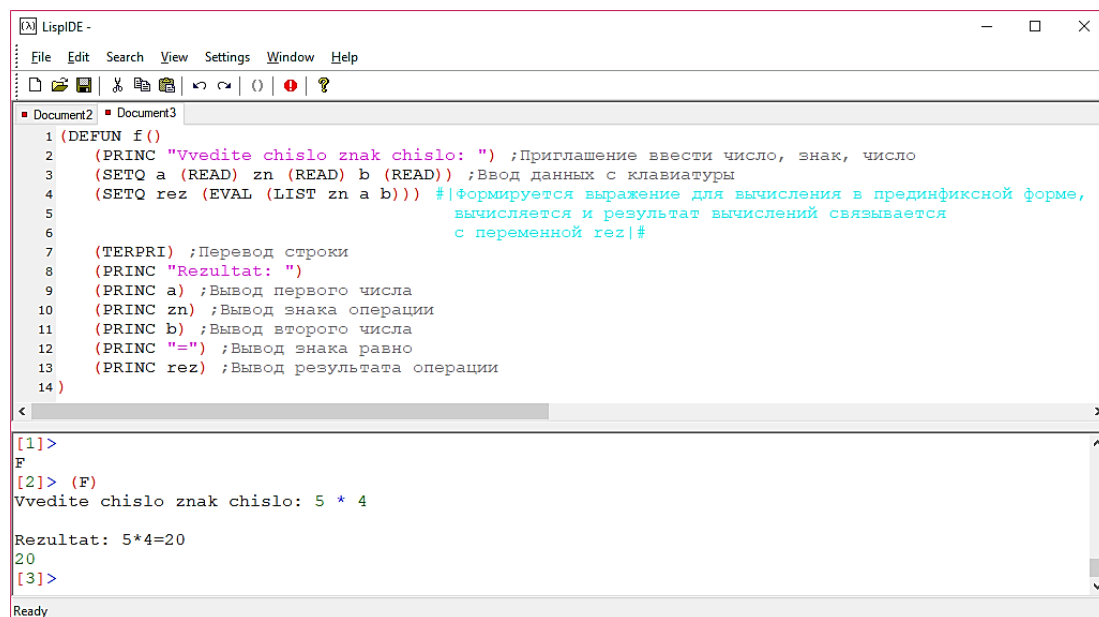 LispIDE -
File Edit Search View Settings Window Help
Document2 Document3
1 (DEFUN f()
2 (PRINC "Vvedite chislo znak chislo: ") ;Приглашение ввести число, знак, число
3 (SETQ a (READ) zn (READ) b (READ)) ;Ввод данных с клавиатуры
4 (SETQ rez (EVAL (LIST zn a b))) #|Формируется выражение для вычисления в прединфиксной форме,
5 вычисляется и результат вычислений связывается
6 с переменной rez|#
7 (TERPRI) ;Перевод строки
8 (PRINC "Rezultat: ")
9 (PRINC a) ;Вывод первого числа
10 (PRINC zn) ;Вывод знака операции
11 (PRINC b) ;Вывод второго числа
12 (PRINC "=") ;Вывод знака равно
13 (PRINC rez) ;Вывод результата операции
14 )
[1]>
F
[2]> (F)
Vvedite chislo znak chislo: 5 * 4
Rezultat: 5*4=20
20
[3]>
Ready